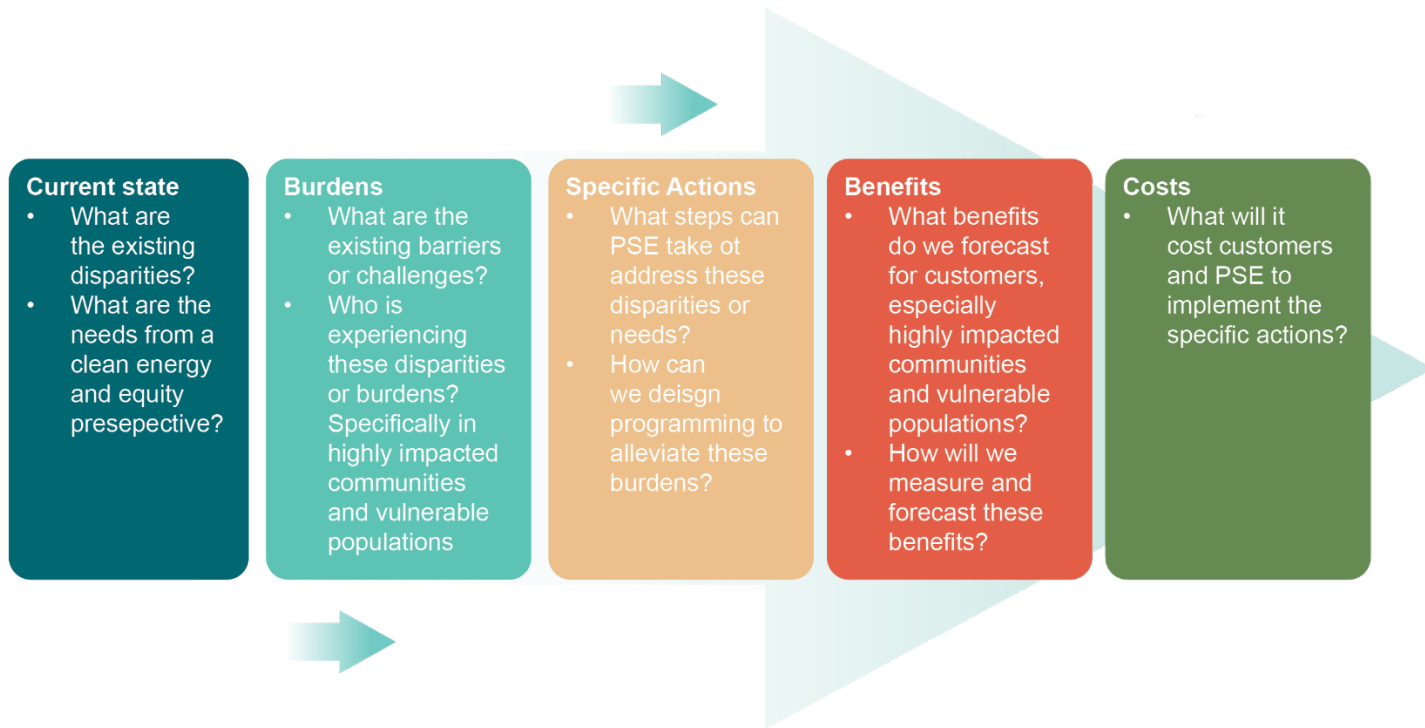 Current state
• What are
the existing
disparities?
• What are the
needs from a
clean energy
and equity
presepective?
Burdens
• What are the
existing barriers
or challenges?
• Who is
experiencing
these disparities
or burdens?
Specifically in
highly impacted
communities
and vulnerable
populations
Specific Actions
• What steps can
PSE take ot
address these
disparities or
needs?
• How can
we deisgn
programming to
alleviate these
burdens?
Benefits
• What benefits
do we forecast
for customers,
especially
highly impacted
communities
and vulnerable
populations?
• How will we
measure and
forecast these
benefits?
Costs
• What will it
cost customers
and PSE to
implement the
specific actions?